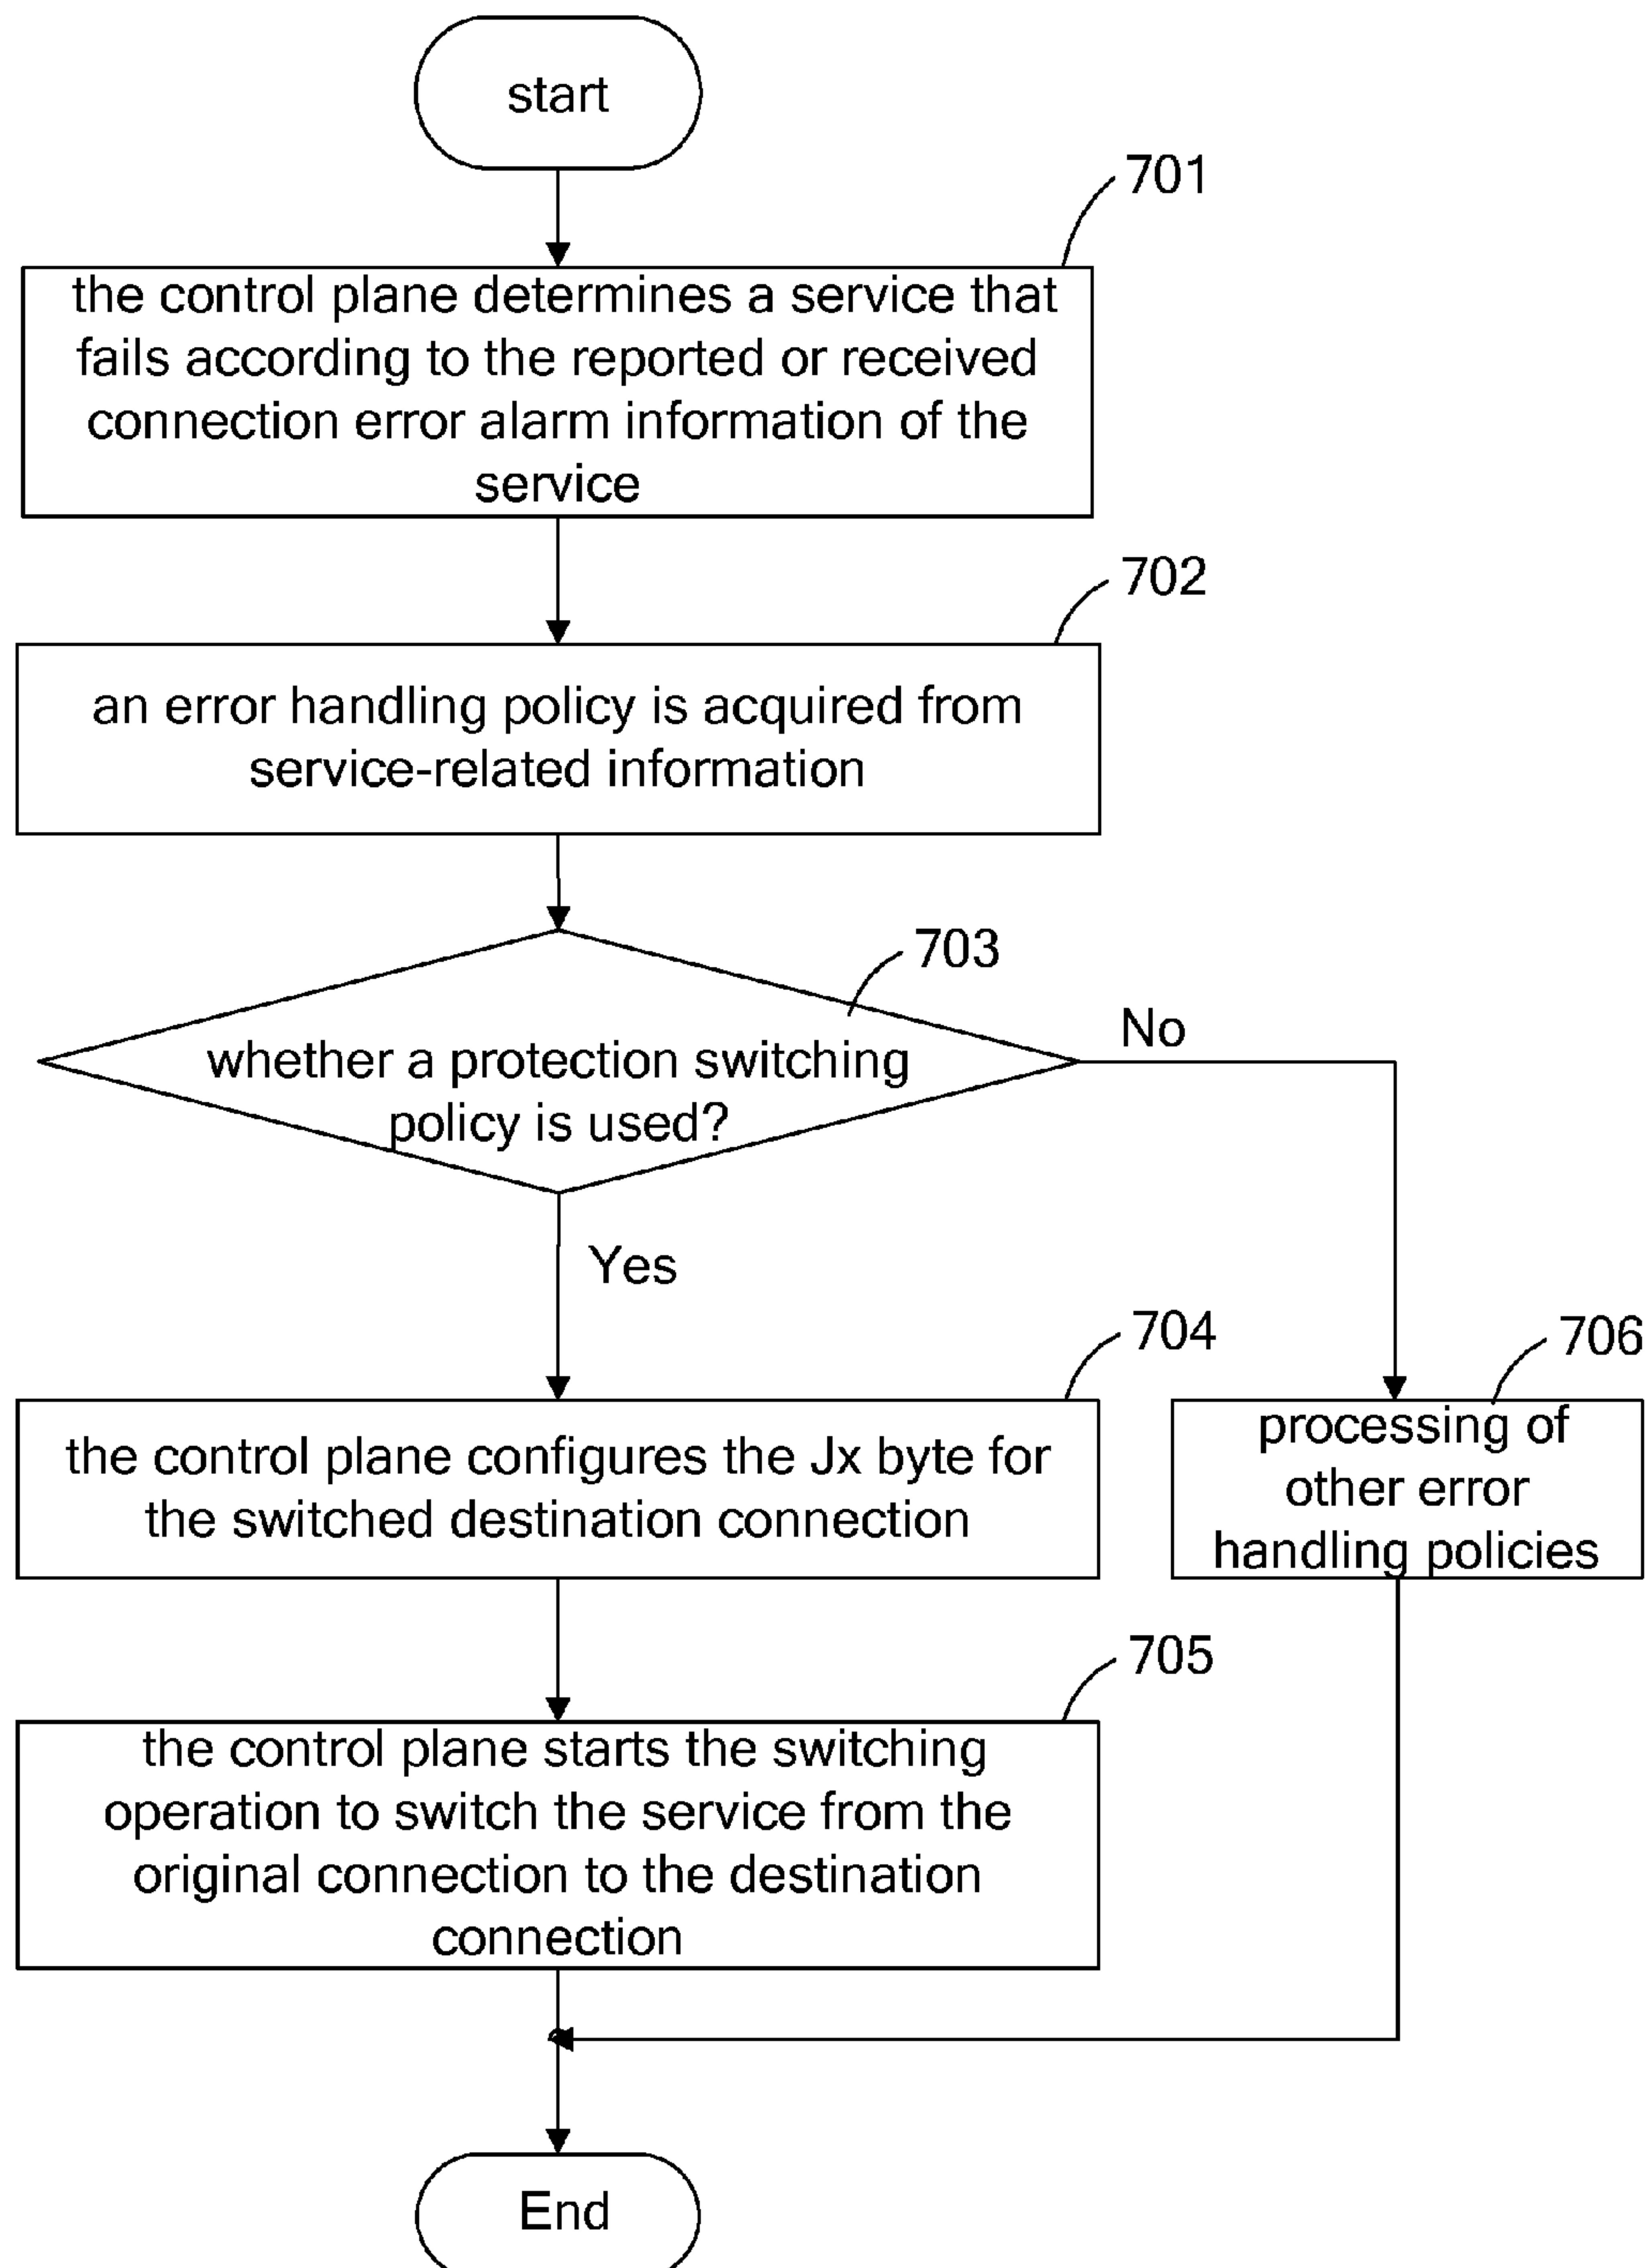 start
701
the control plane determines a service that
fails according to the reported or received
connection error alarm information of the
service
702
an error handling policy is acquired from
service-related information
703
whether a protection switching
policy is used?
No
Yes
704
the control plane configures the Jx byte for
the switched destination connection
706
processing of
other error
handling policies
705
the control plane starts the switching
operation to switch the service from the
original connection to the destination
connection
End